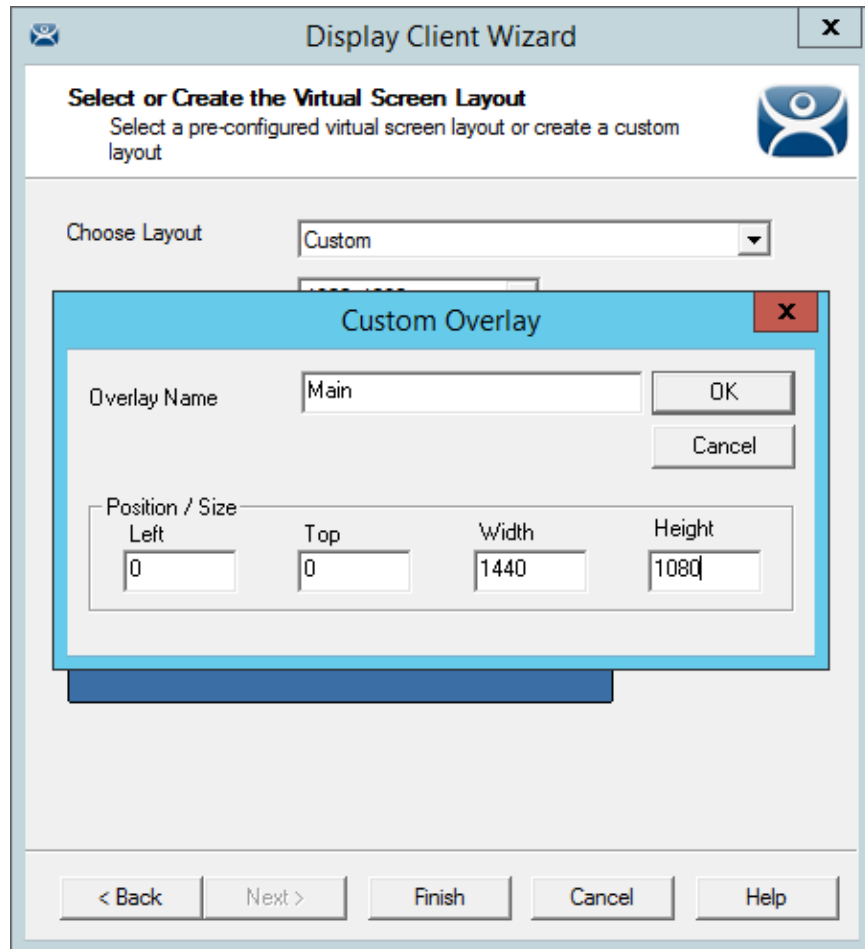 Display Client Wizard
x
Select or Create the Virtual Screen Layout
Select a pre-configured virtual screen layout or create a custom
layout
Choose Layout
Custom
Custom Overlay
x
Overlay Name
Main
OK
Cancel
Position / Size
Left
Top
Width
Height
0
0
1440
1080
< Back
Next >
Finish
Cancel
Help